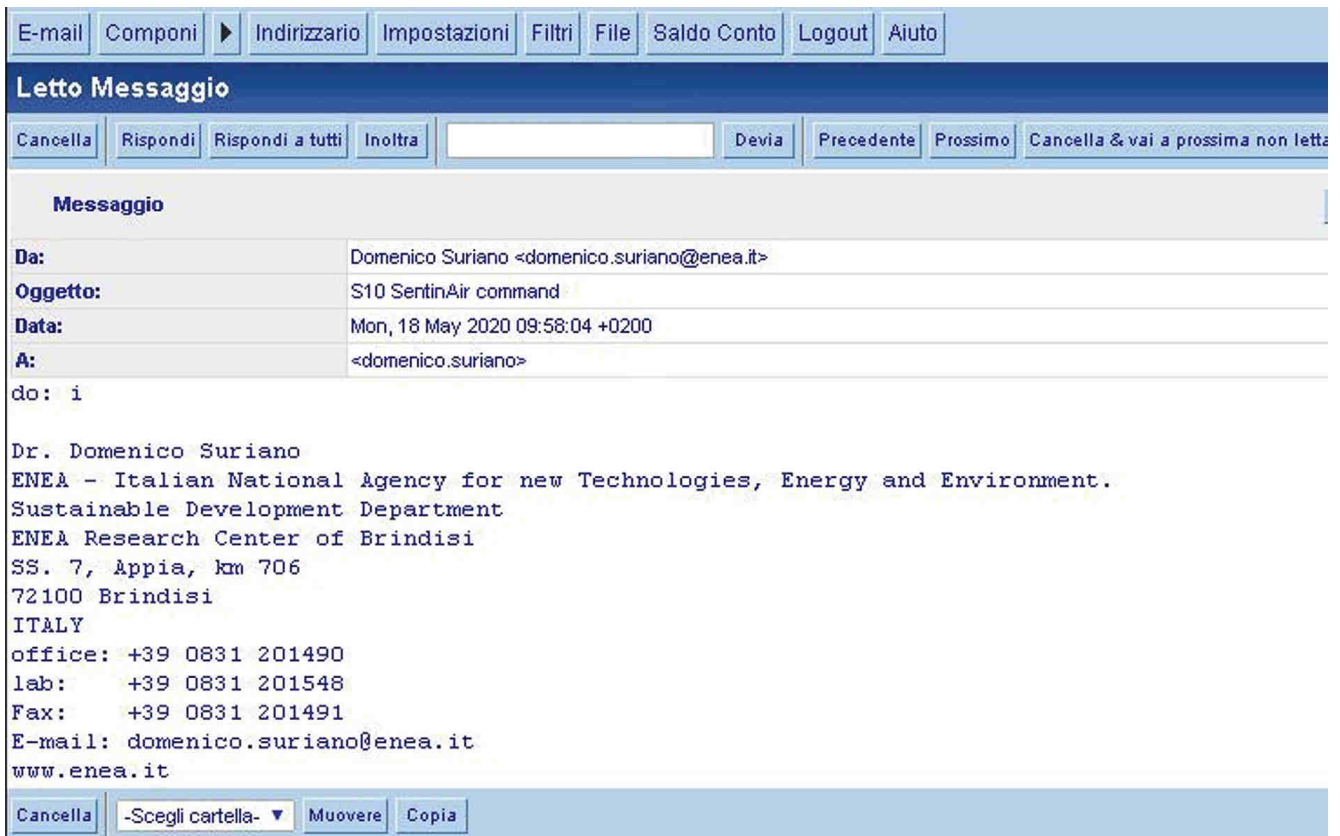 E-mail Componi Indirizzario Impostazioni Filtri File Saldo Conto Logout Aiuto
Letto Messaggio
Cancella Rispondi Rispondi a tutti Inoltra Devia Precedente Prossimo Cancella & vai a prossima non letta
Messaggio
Da: Domenico Suriano <domenico.suriano@enea.it>
Oggetto: S10 SentinAir command
Data: Mon, 18 May 2020 09:58:04 +0200
A: <domenico.suriano>
do: i
Dr. Domenico Suriano
ENEA - Italian National Agency for new Technologies, Energy and Environment.
Sustainable Development Department
ENEA Research Center of Brindisi
SS. 7, Appia, km 706
72100 Brindisi
ITALY
office: +39 0831 201490
lab: +39 0831 201548
Fax: +39 0831 201491
E-mail: domenico.suriano@enea.it
www.enea.it
Cancella -Scegli cartella- Muovere Copia